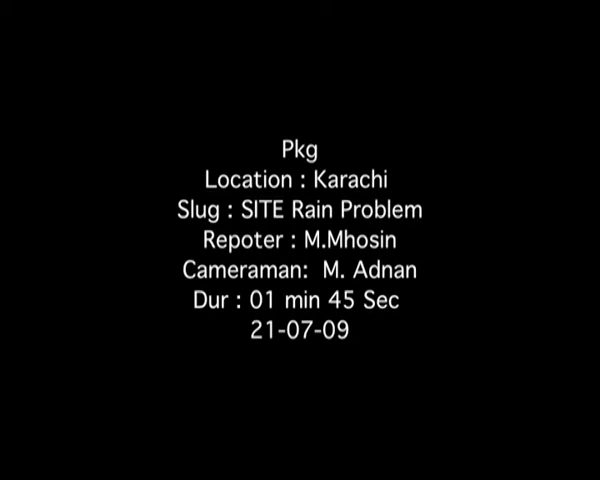 Pkg
Location : Karachi
Slug : SITE Rain Problem
Repoter : M.Mhosin
Cameraman:  M. Adnan
Dur : 01 min 45 Sec
21-07-09